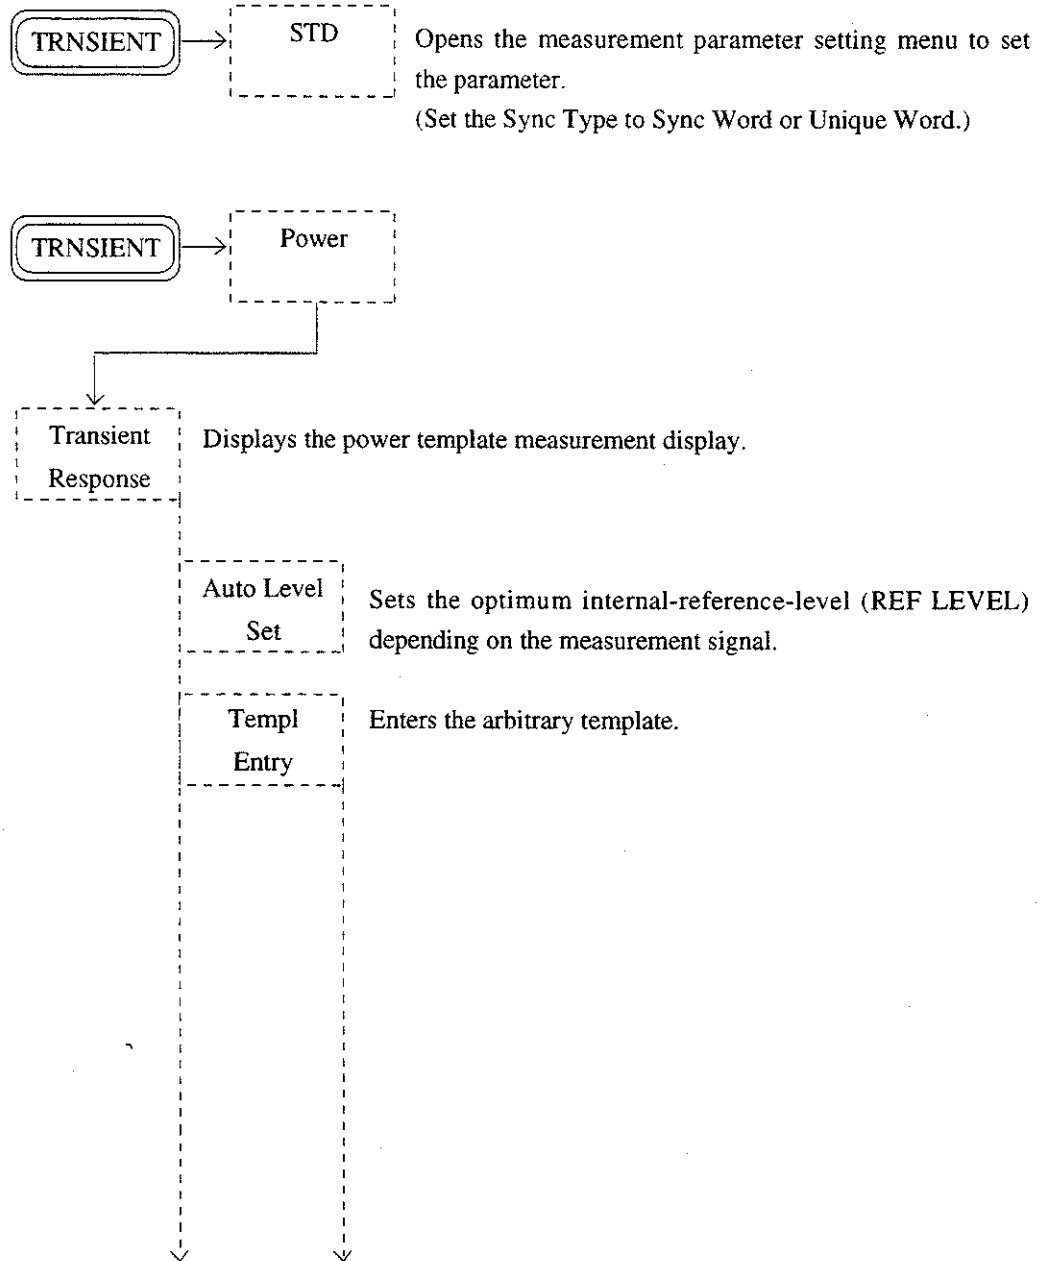 TRNSIENT
STD
Opens the measurement parameter setting menu to set
the parameter.
(Set the Sync Type to Sync Word or Unique Word.)
TRNSIENT
Power
Transient
Response
Displays the power template measurement display.
Auto Level
Set
Sets the optimum internal-reference-level (REF LEVEL)
depending on the measurement signal.
Templ
Entry
Enters the arbitrary template.